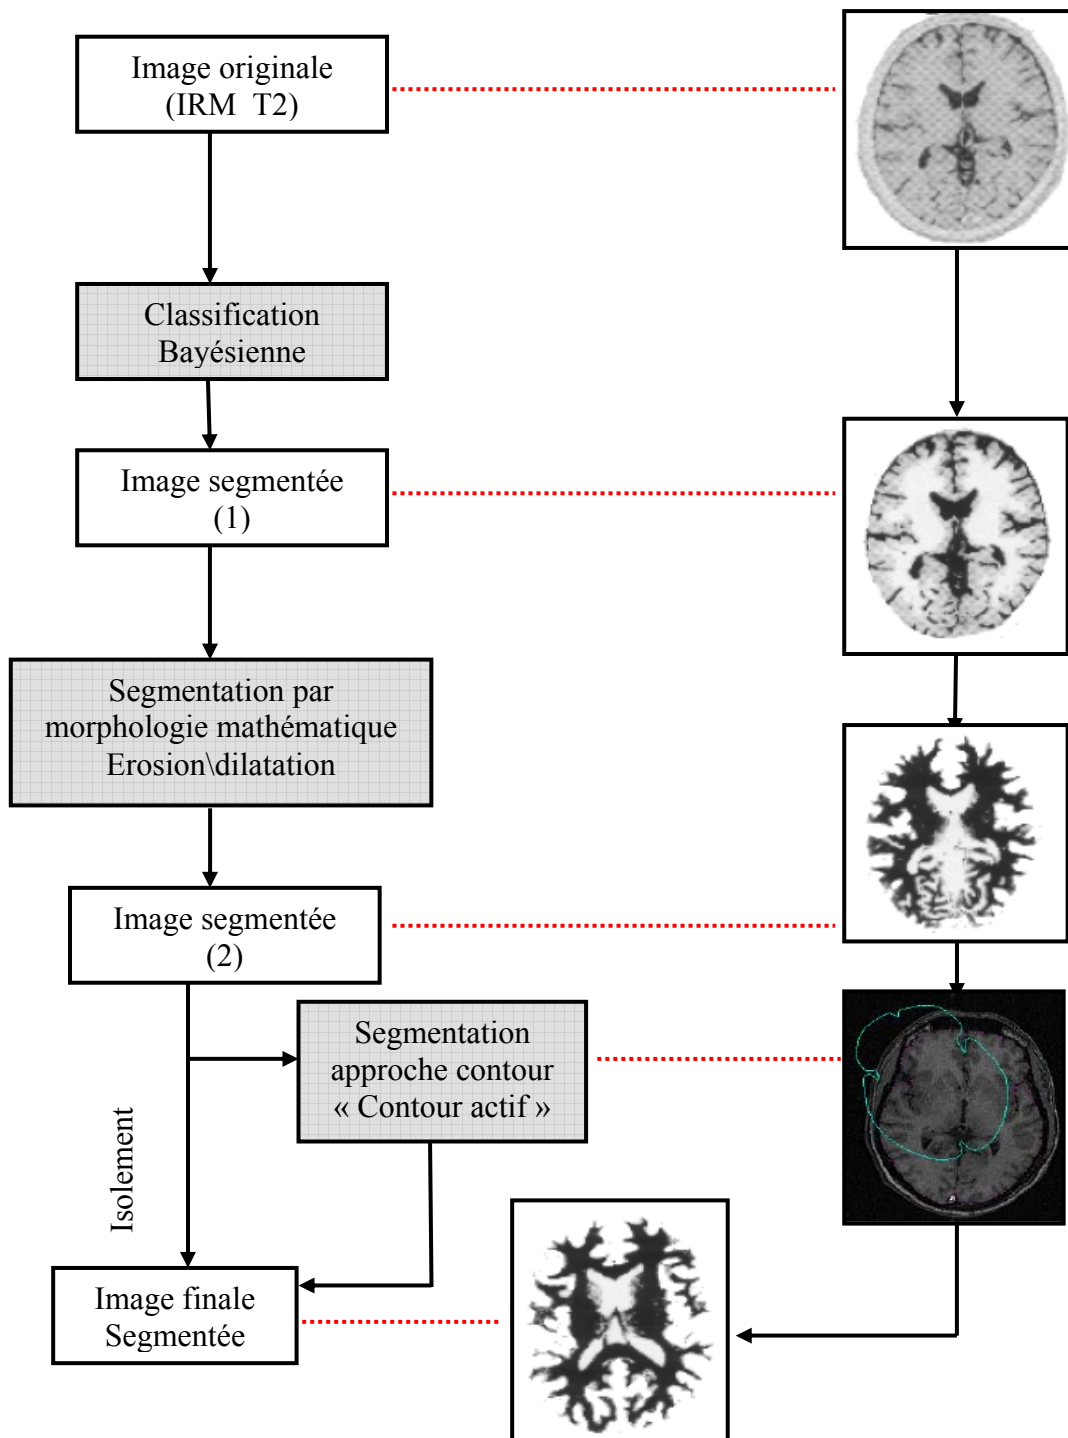 Image originale
(IRM T2)
Classification
Bayésienne
Image segmentée
(1)
Segmentation par
morphologie mathématique
Erosion\dilatation
Image segmentée
(2)
Segmentation
approche contour
« Contour actif »
Isolement
Image finale
Segmentée